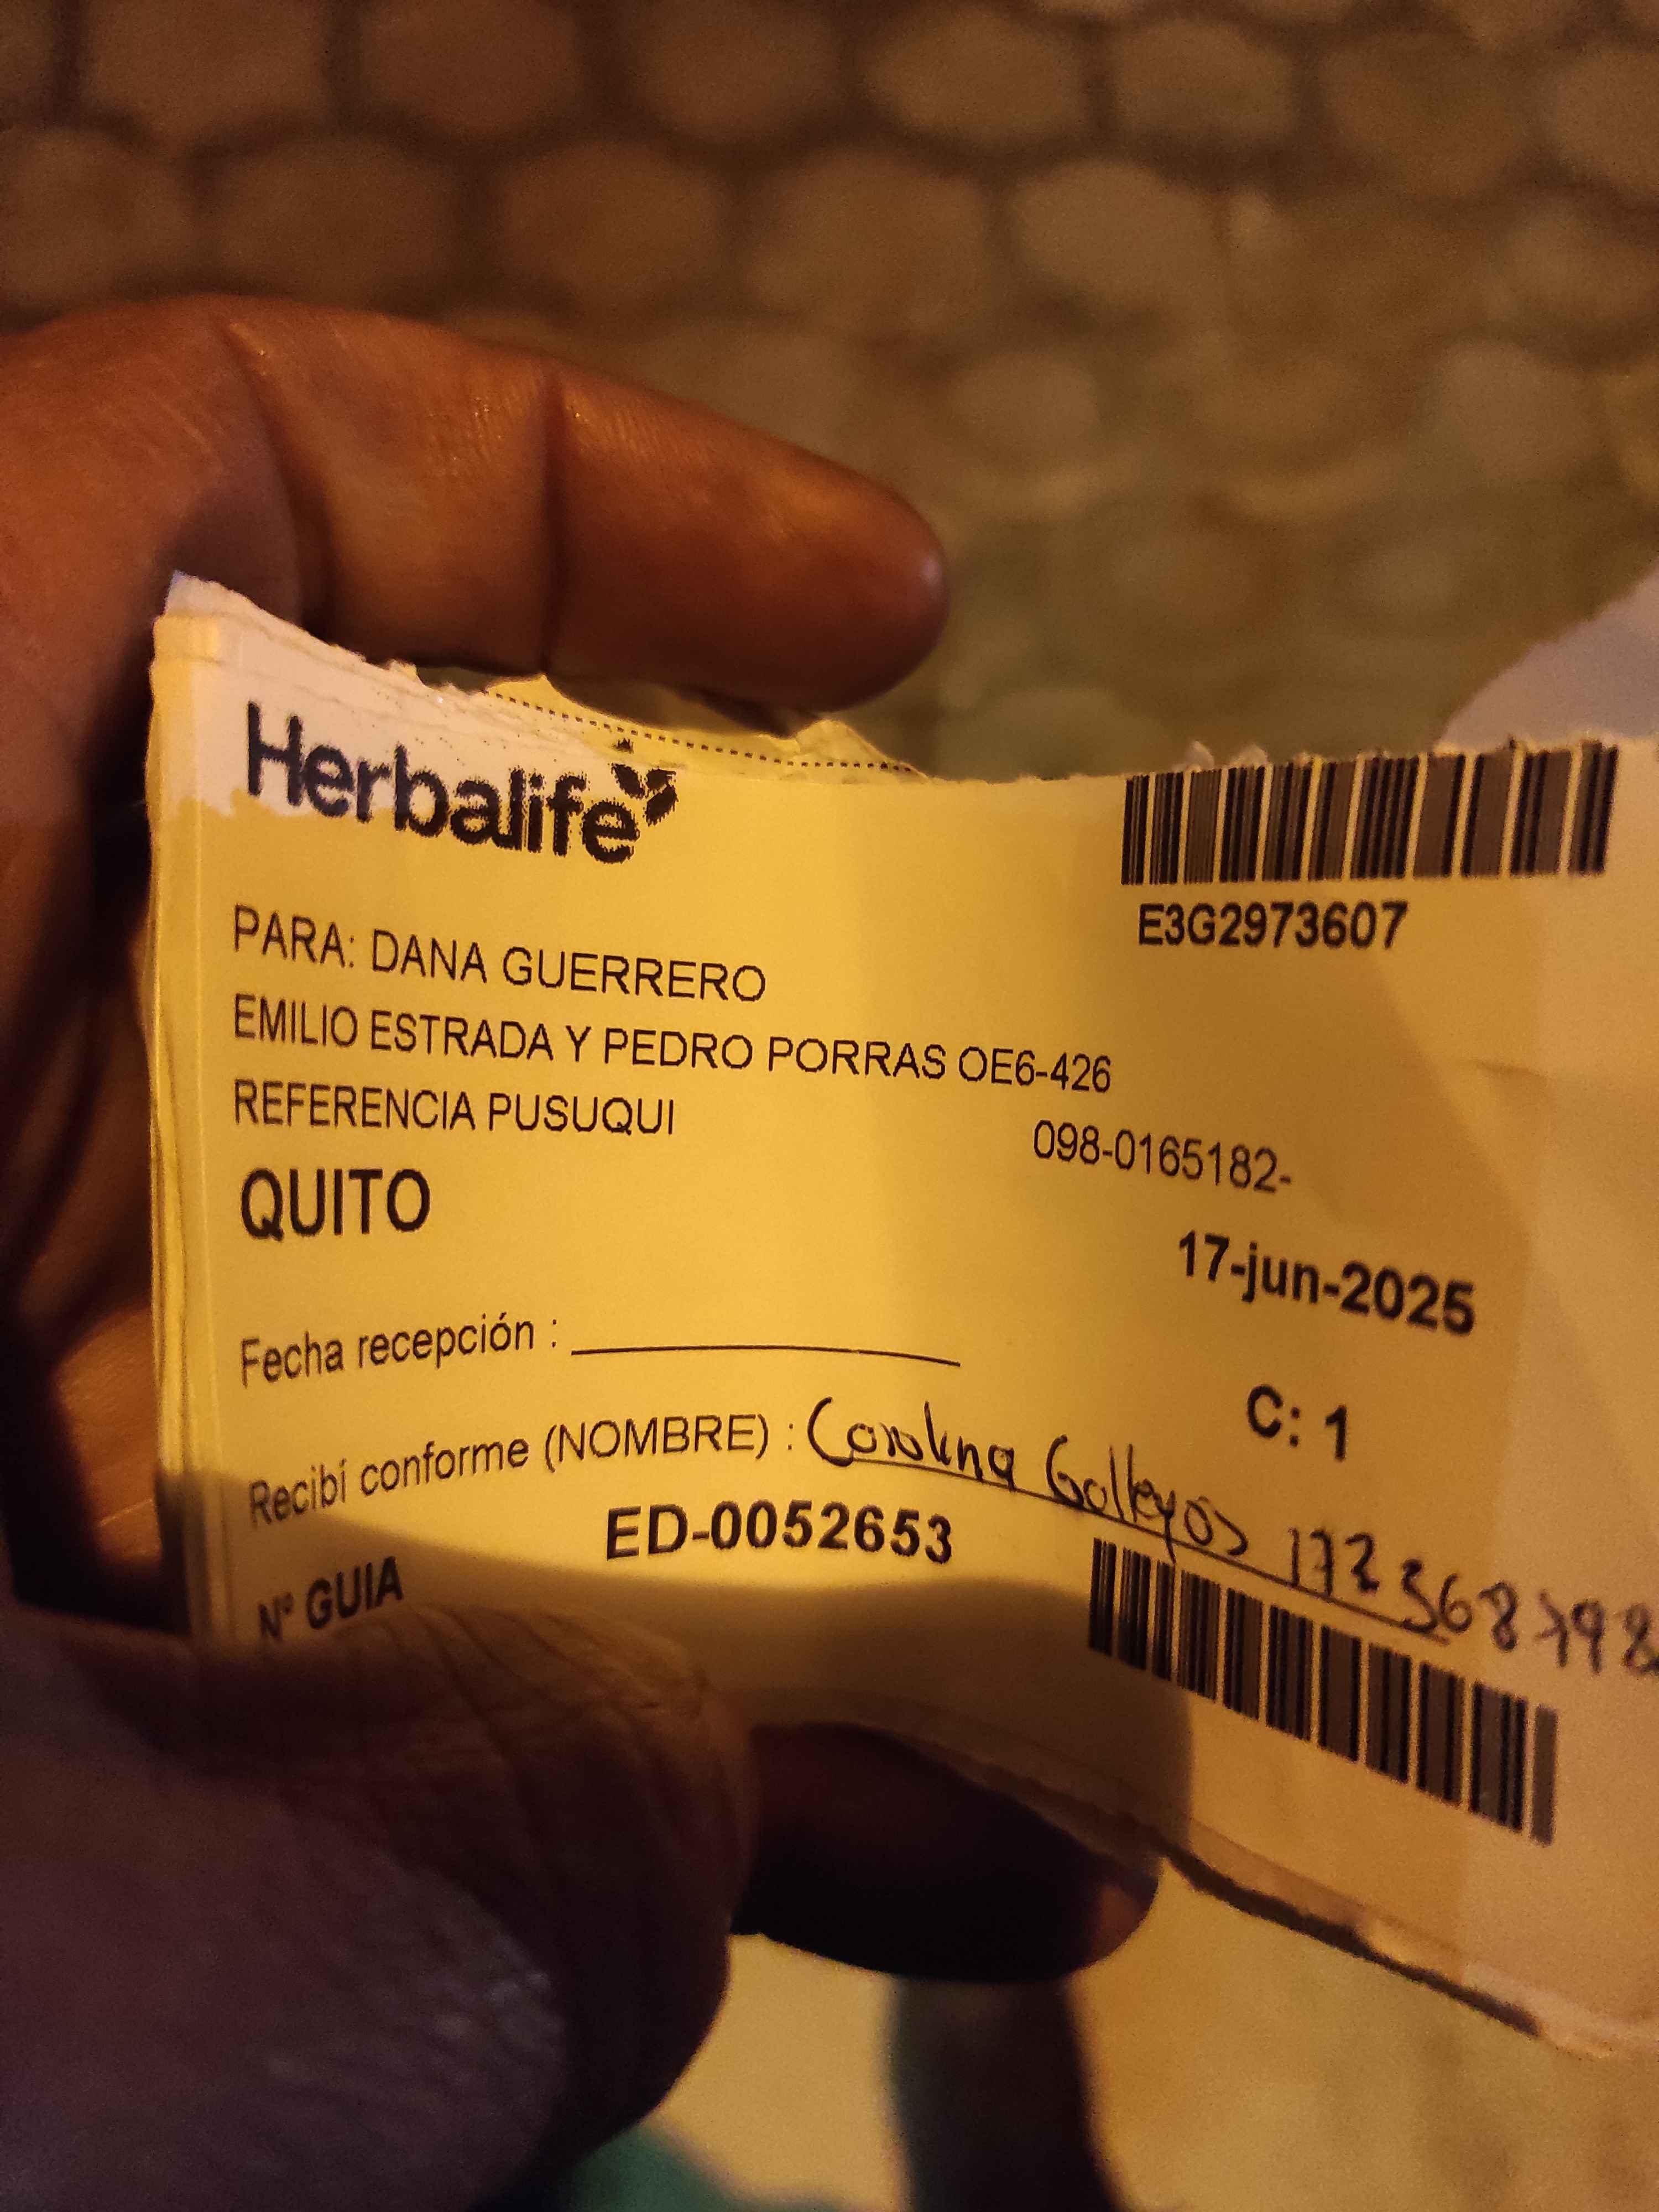 Herbalife
E3G2973607
PARA: DANA GUERRERO
EMILIO ESTRADA Y PEDRO PORRAS OE6-426
REFERENCIA PUSUQUI
098-0165182-
QUITO
17-jun-2025
Fecha recepción :
C: 1
Recibí conforme (NOMBRE) : Carolina Gallegos 172368798
ED-0052653
Nº GUIA